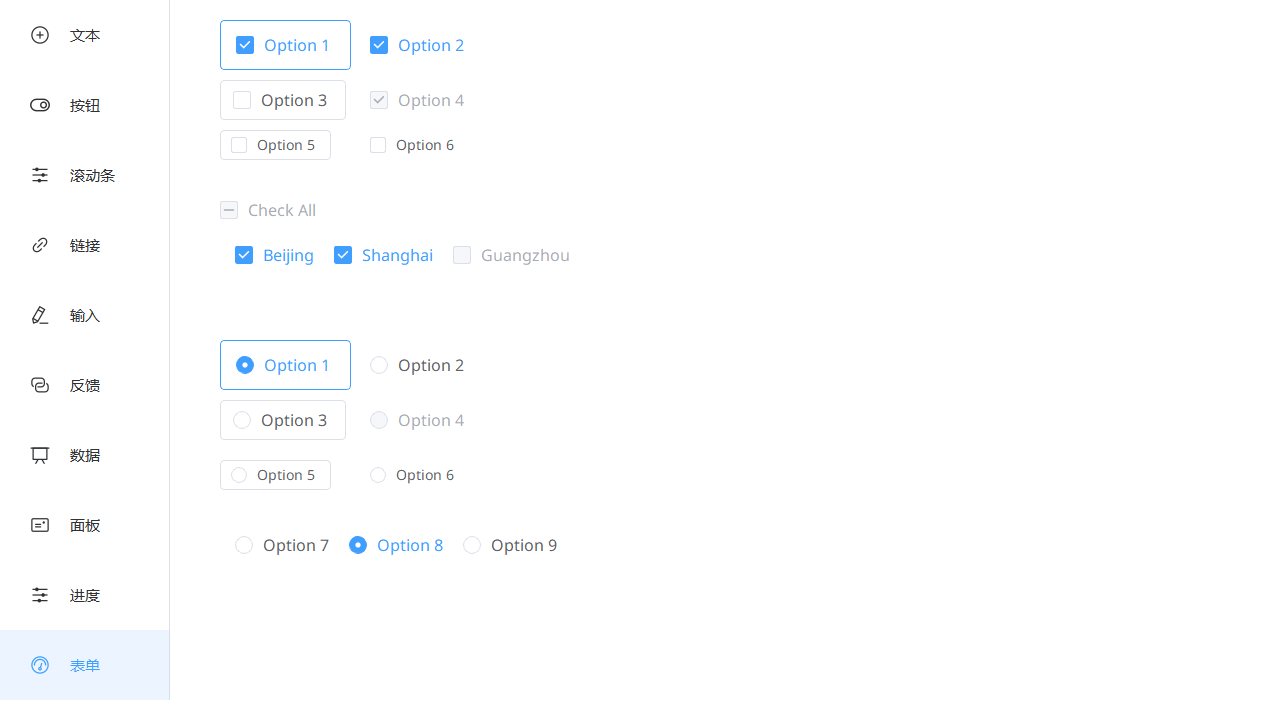 文本
按钮
滚动条
链接
输入
反馈
数据
面板
进度
表单
Option 1 Option 2
Option 3 Option 4
Option 5 Option 6
Check All
Beijing Shanghai Guangzhou
Option 1 Option 2
Option 3 Option 4
Option 5 Option 6
Option 7 Option 8 Option 9